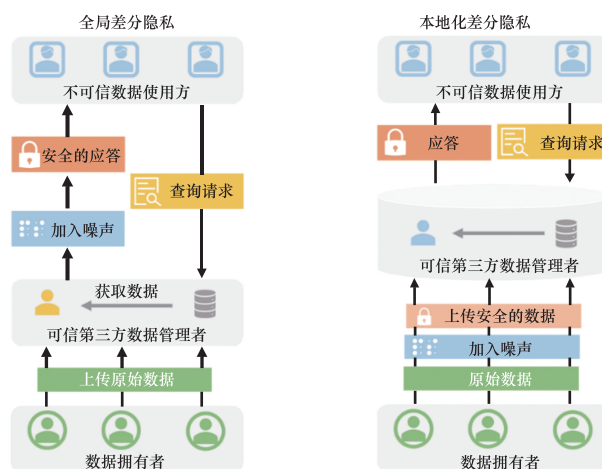 全局差分隐私
不可信数据使用方
安全的应答
查询请求
加入噪声
获取数据
可信第三方数据管理者
上传原始数据
数据拥有者
本地化差分隐私
不可信数据使用方
应答
查询请求
可信第三方数据管理者
上传安全的数据
加入噪声
原始数据
数据拥有者